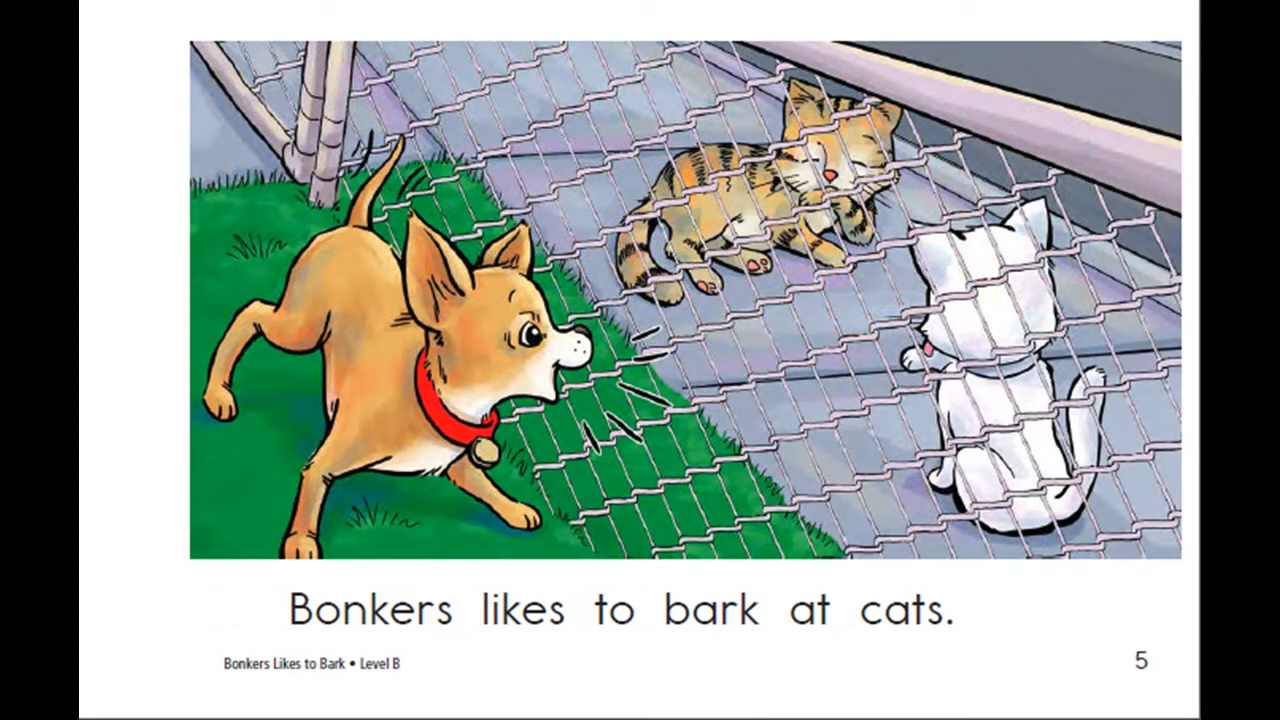 Bonkers likes to bark at cats.
Bonkers Likes to Bark • Level B
5